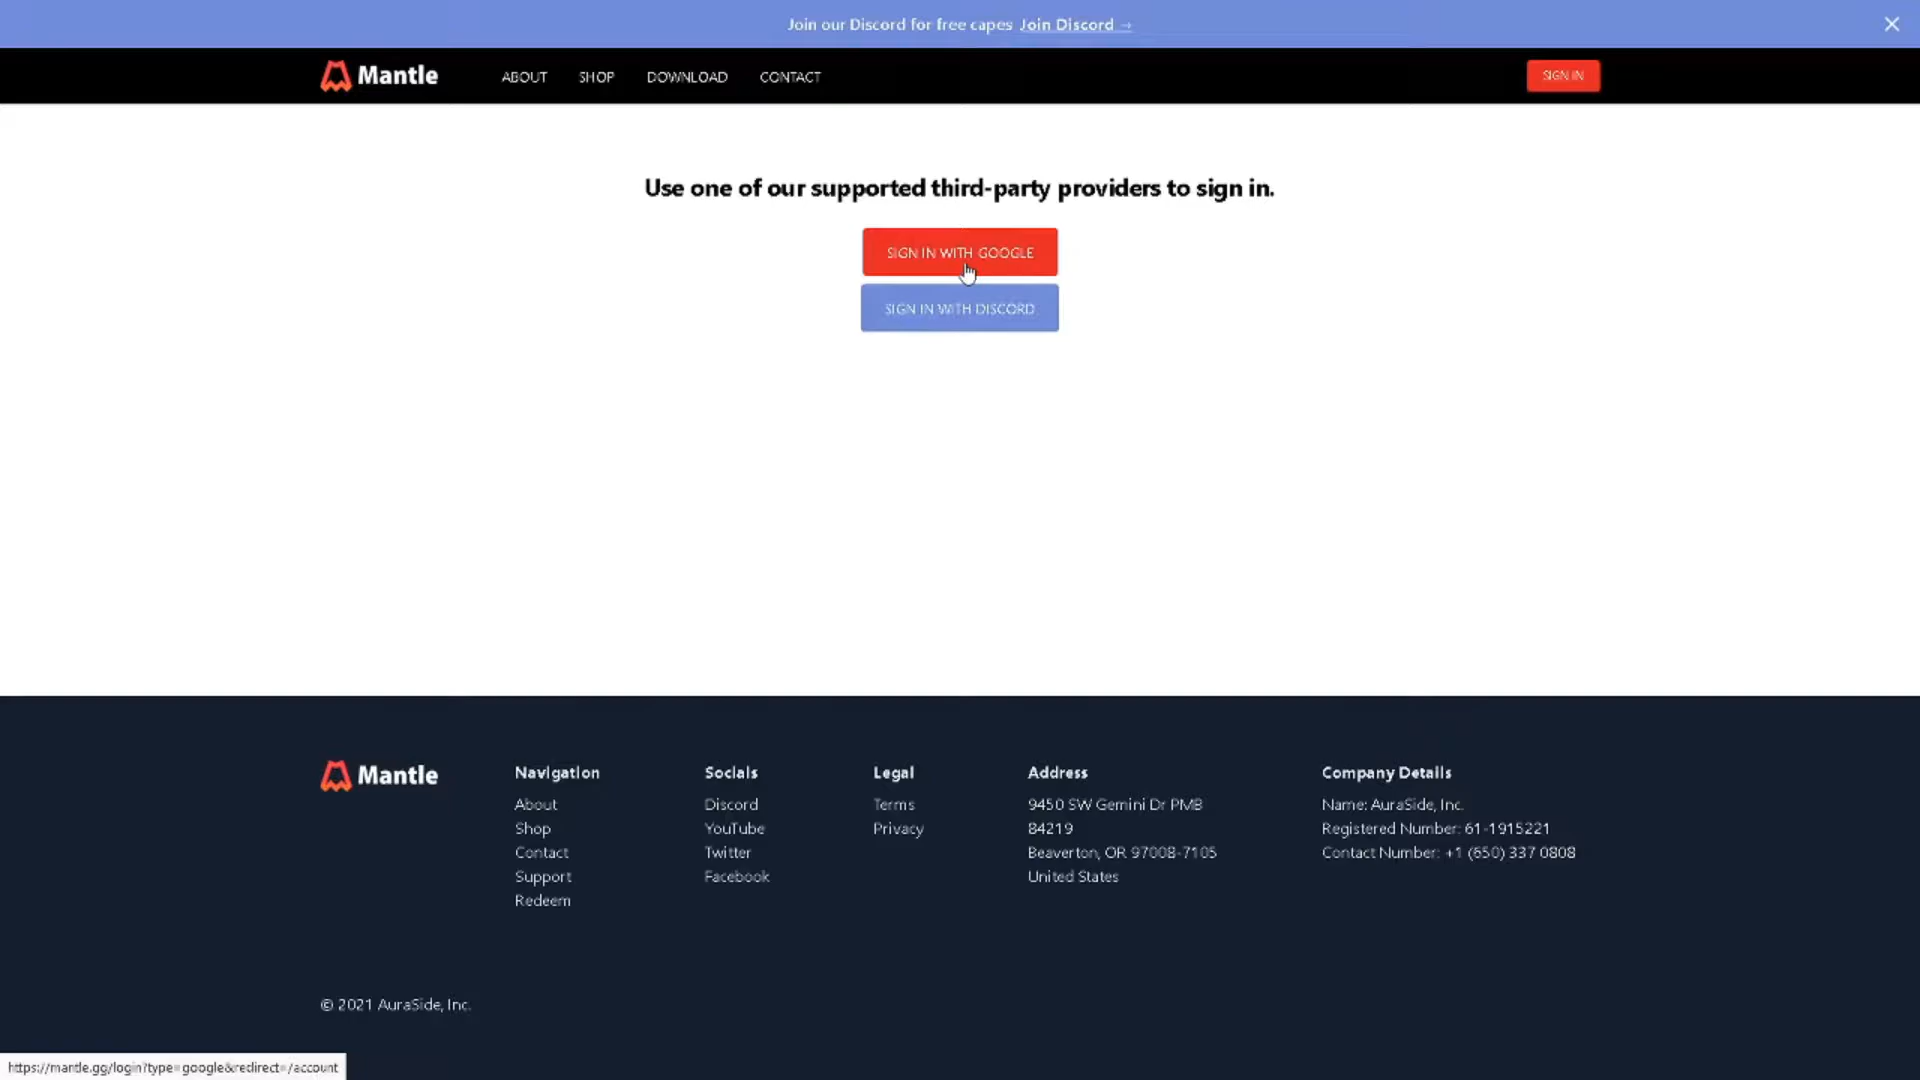 Join our Discord for free capes Join Discord →
Mantle
ABOUT
SHOP
DOWNLOAD
CONTACT
SIGN IN
Use one of our supported third-party providers to sign in.
SIGN IN WITH GOOGLE
SIGN IN WITH DISCORD
Mantle
Navigation
About
Shop
Contact
Support
Redeem
Socials
Discord
YouTube
Twitter
Facebook
Legal
Terms
Privacy
Address
9450 SW Gemini Dr PMB
84219
Beaverton, OR 97008-7105
United States
Company Details
Name: AuraSide, Inc.
Registered Number: 61-1915221
Contact Number: +1 (650) 337 0808
© 2021 AuraSide, Inc.
https://mantle.gg/login?type=google&redirect=/account